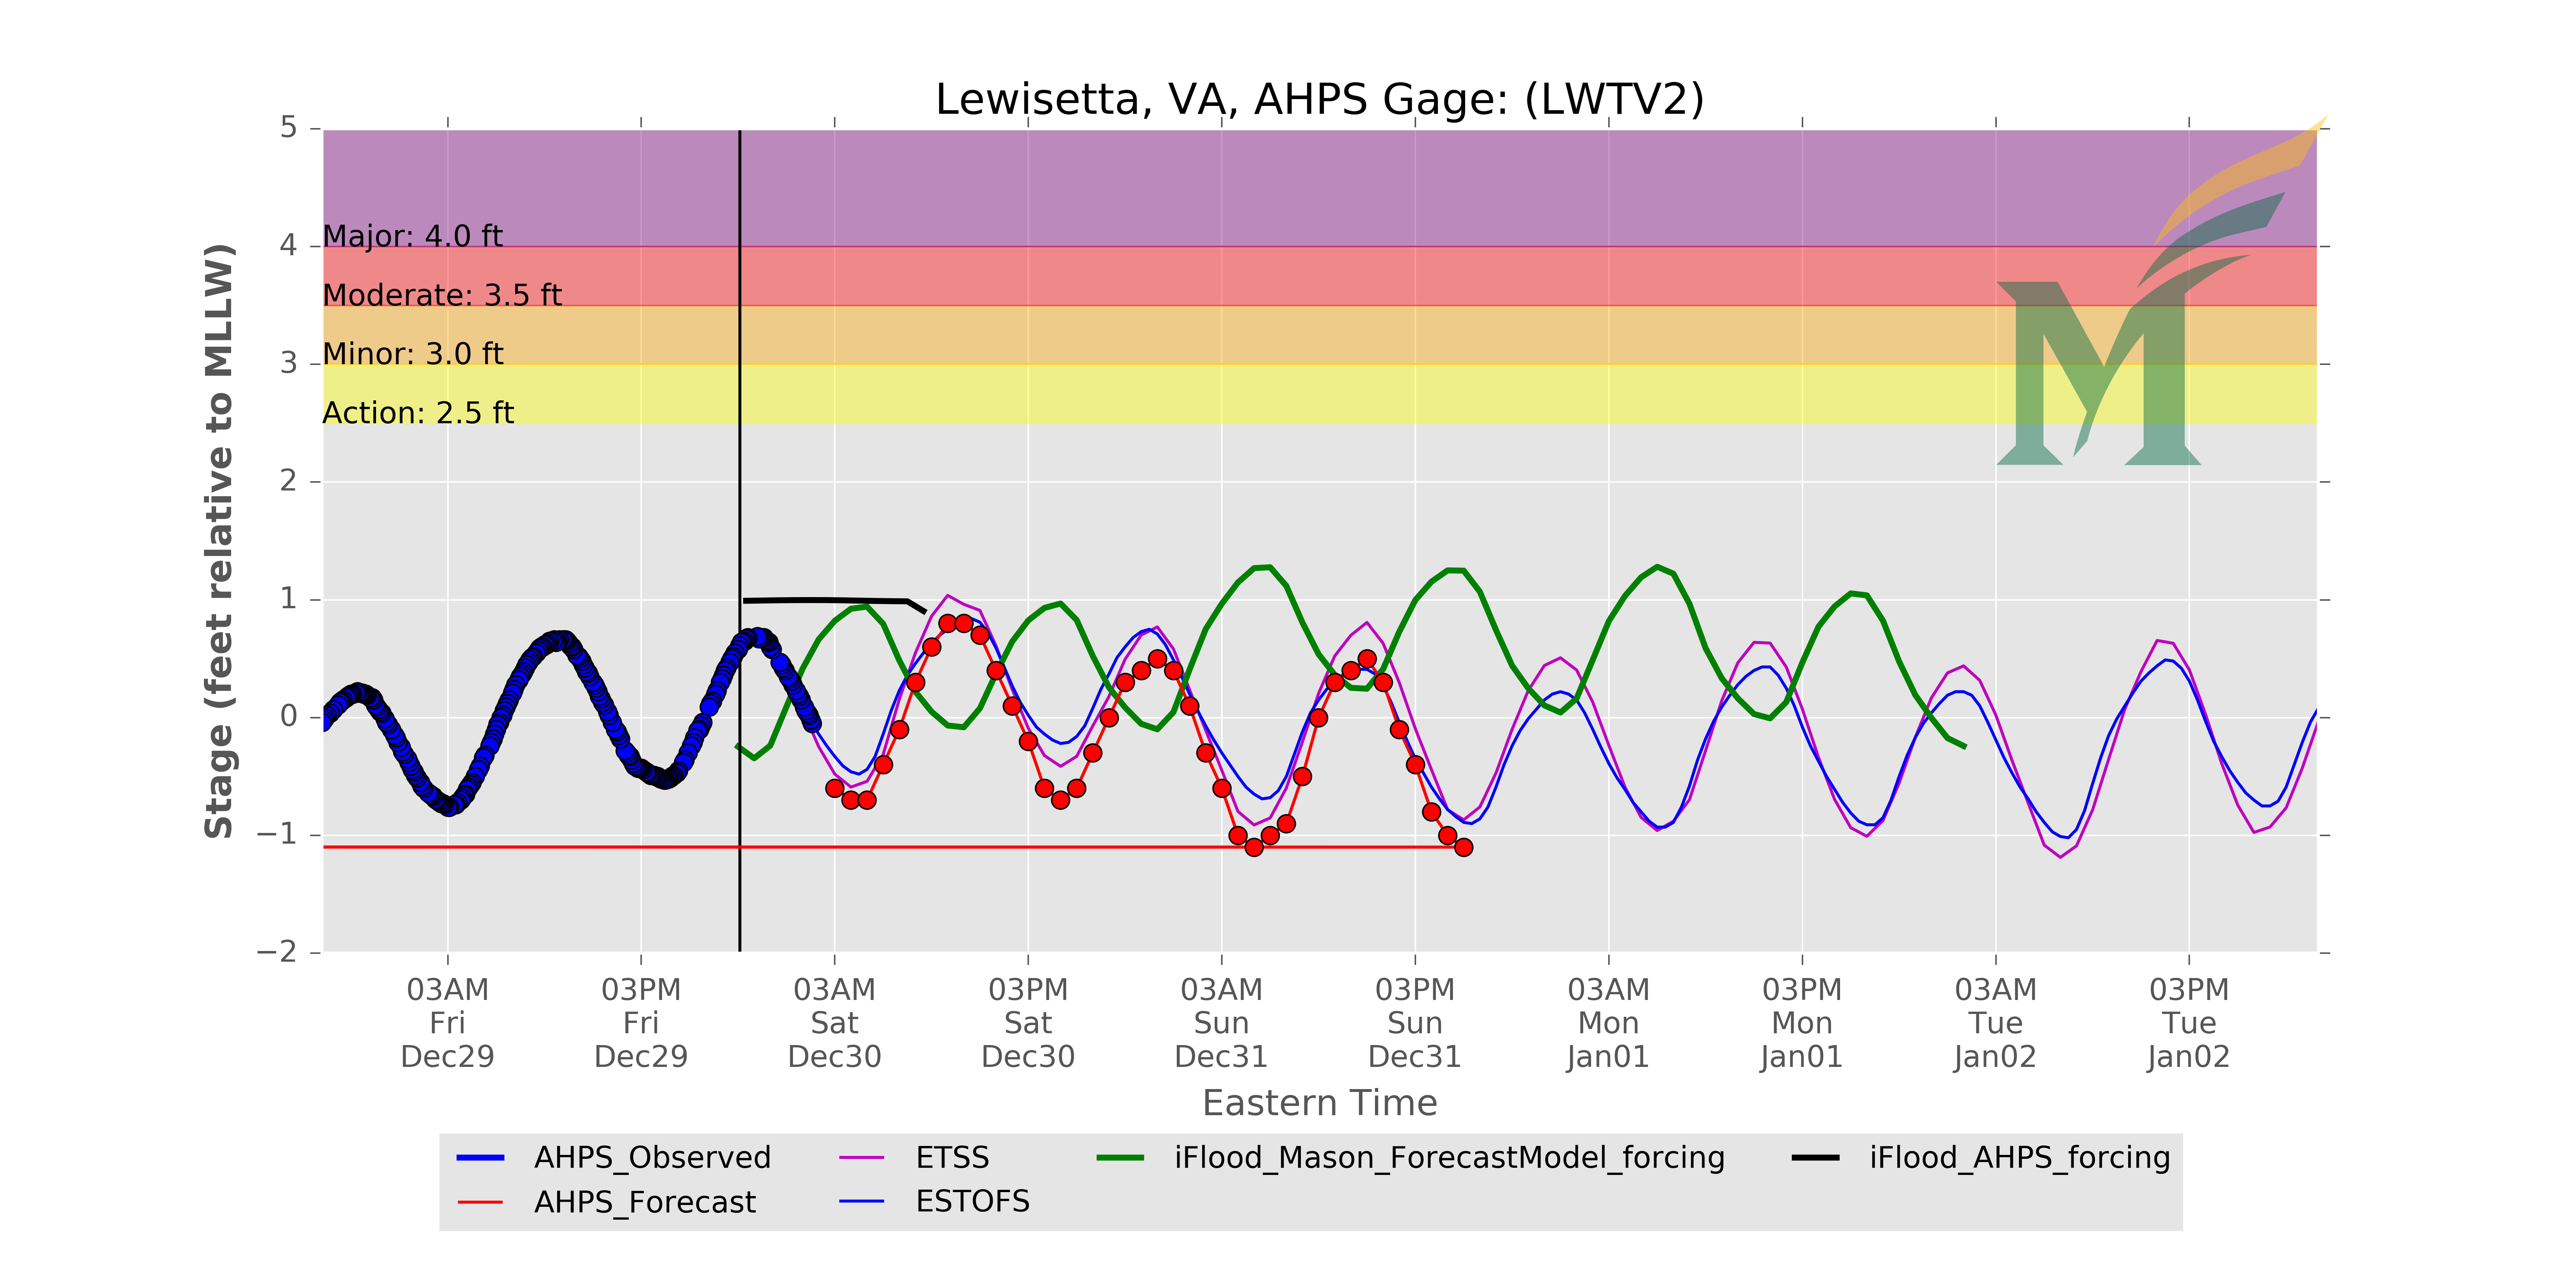 Lewisetta, VA, AHPS Gage: (LWTV2)
5
4
3
2
1
0
−1
−2
Stage (feet relative to MLLW)
Major: 4.0 ft
Moderate: 3.5 ft
Minor: 3.0 ft
Action: 2.5 ft
M
03AM
Fri
Dec29
03PM
Fri
Dec29
03AM
Sat
Dec30
03PM
Sat
Dec30
03AM
Sun
Dec31
03PM
Sun
Dec31
03AM
Mon
Jan01
03PM
Mon
Jan01
03AM
Tue
Jan02
03PM
Tue
Jan02
Eastern Time
AHPS_Observed
AHPS_Forecast
ETSS
ESTOFS
iFlood_Mason_ForecastModel_forcing
iFlood_AHPS_forcing